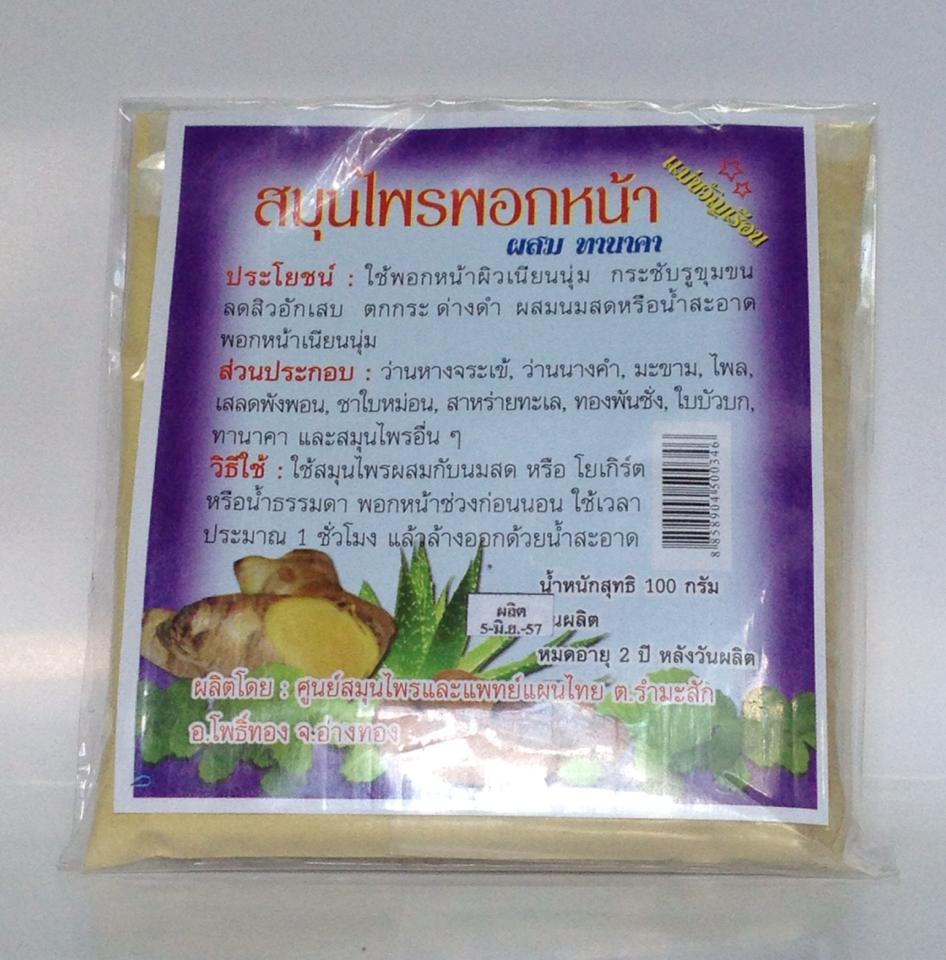 สมุนไพรพอกหน้า
แม่ขวัญเรือน
ผสม ทานาคา
ประโยชน์ : ใช้พอกหน้าผิวเนียนนุ่ม กระชับรูขุมขน
ลดสิวอักเสบ ตกกระ ด่างดำ ผสมนมสดหรือน้ำสะอาด
พอกหน้าเนียนนุ่ม
ส่วนประกอบ : ว่านหางจระเข้, ว่านนางคำ, มะขาม, ไพล,
เสลดพังพอน, ชาใบหม่อน, สาหร่ายทะเล, ทองพันชั่ง, ใบบัวบก,
ทานาคา และสมุนไพรอื่น ๆ
วิธีใช้ : ใช้สมุนไพรผสมกับนมสด หรือ โยเกิร์ต
หรือน้ำธรรมดา พอกหน้าช่วงก่อนนอน ใช้เวลา
ประมาณ 1 ชั่วโมง แล้วล้างออกด้วยน้ำสะอาด
8858904500346
น้ำหนักสุทธิ 100 กรัม
ผลิต
5-มิ.ย.-57
นผลิต
หมดอายุ 2 ปี หลังวันผลิต
ผลิตโดย : ศูนย์สมุนไพรและแพทย์แผนไทย ต.รำมะสัก
อ.โพธิ์ทอง จ.อ่างทอง